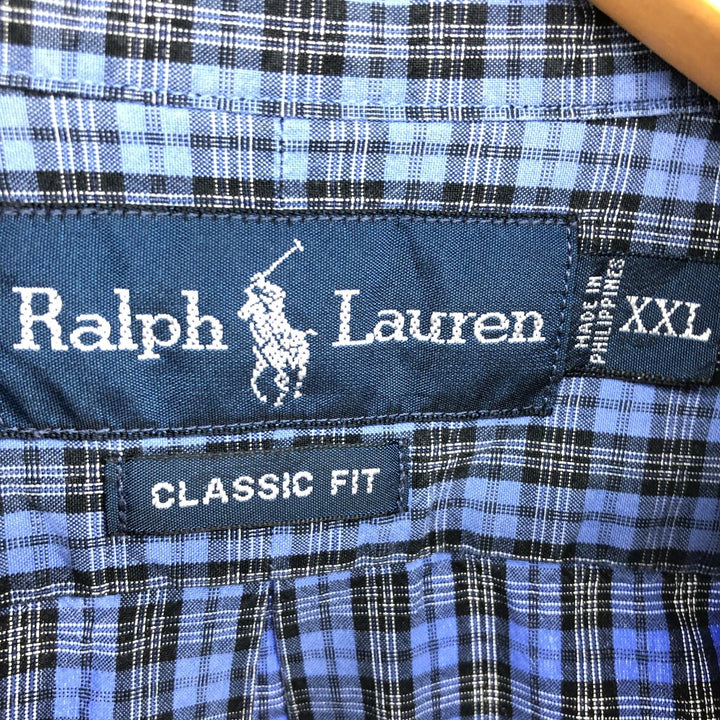 Ralph Lauren
MADE IN
PHILIPPINES
XXL
CLASSIC FIT